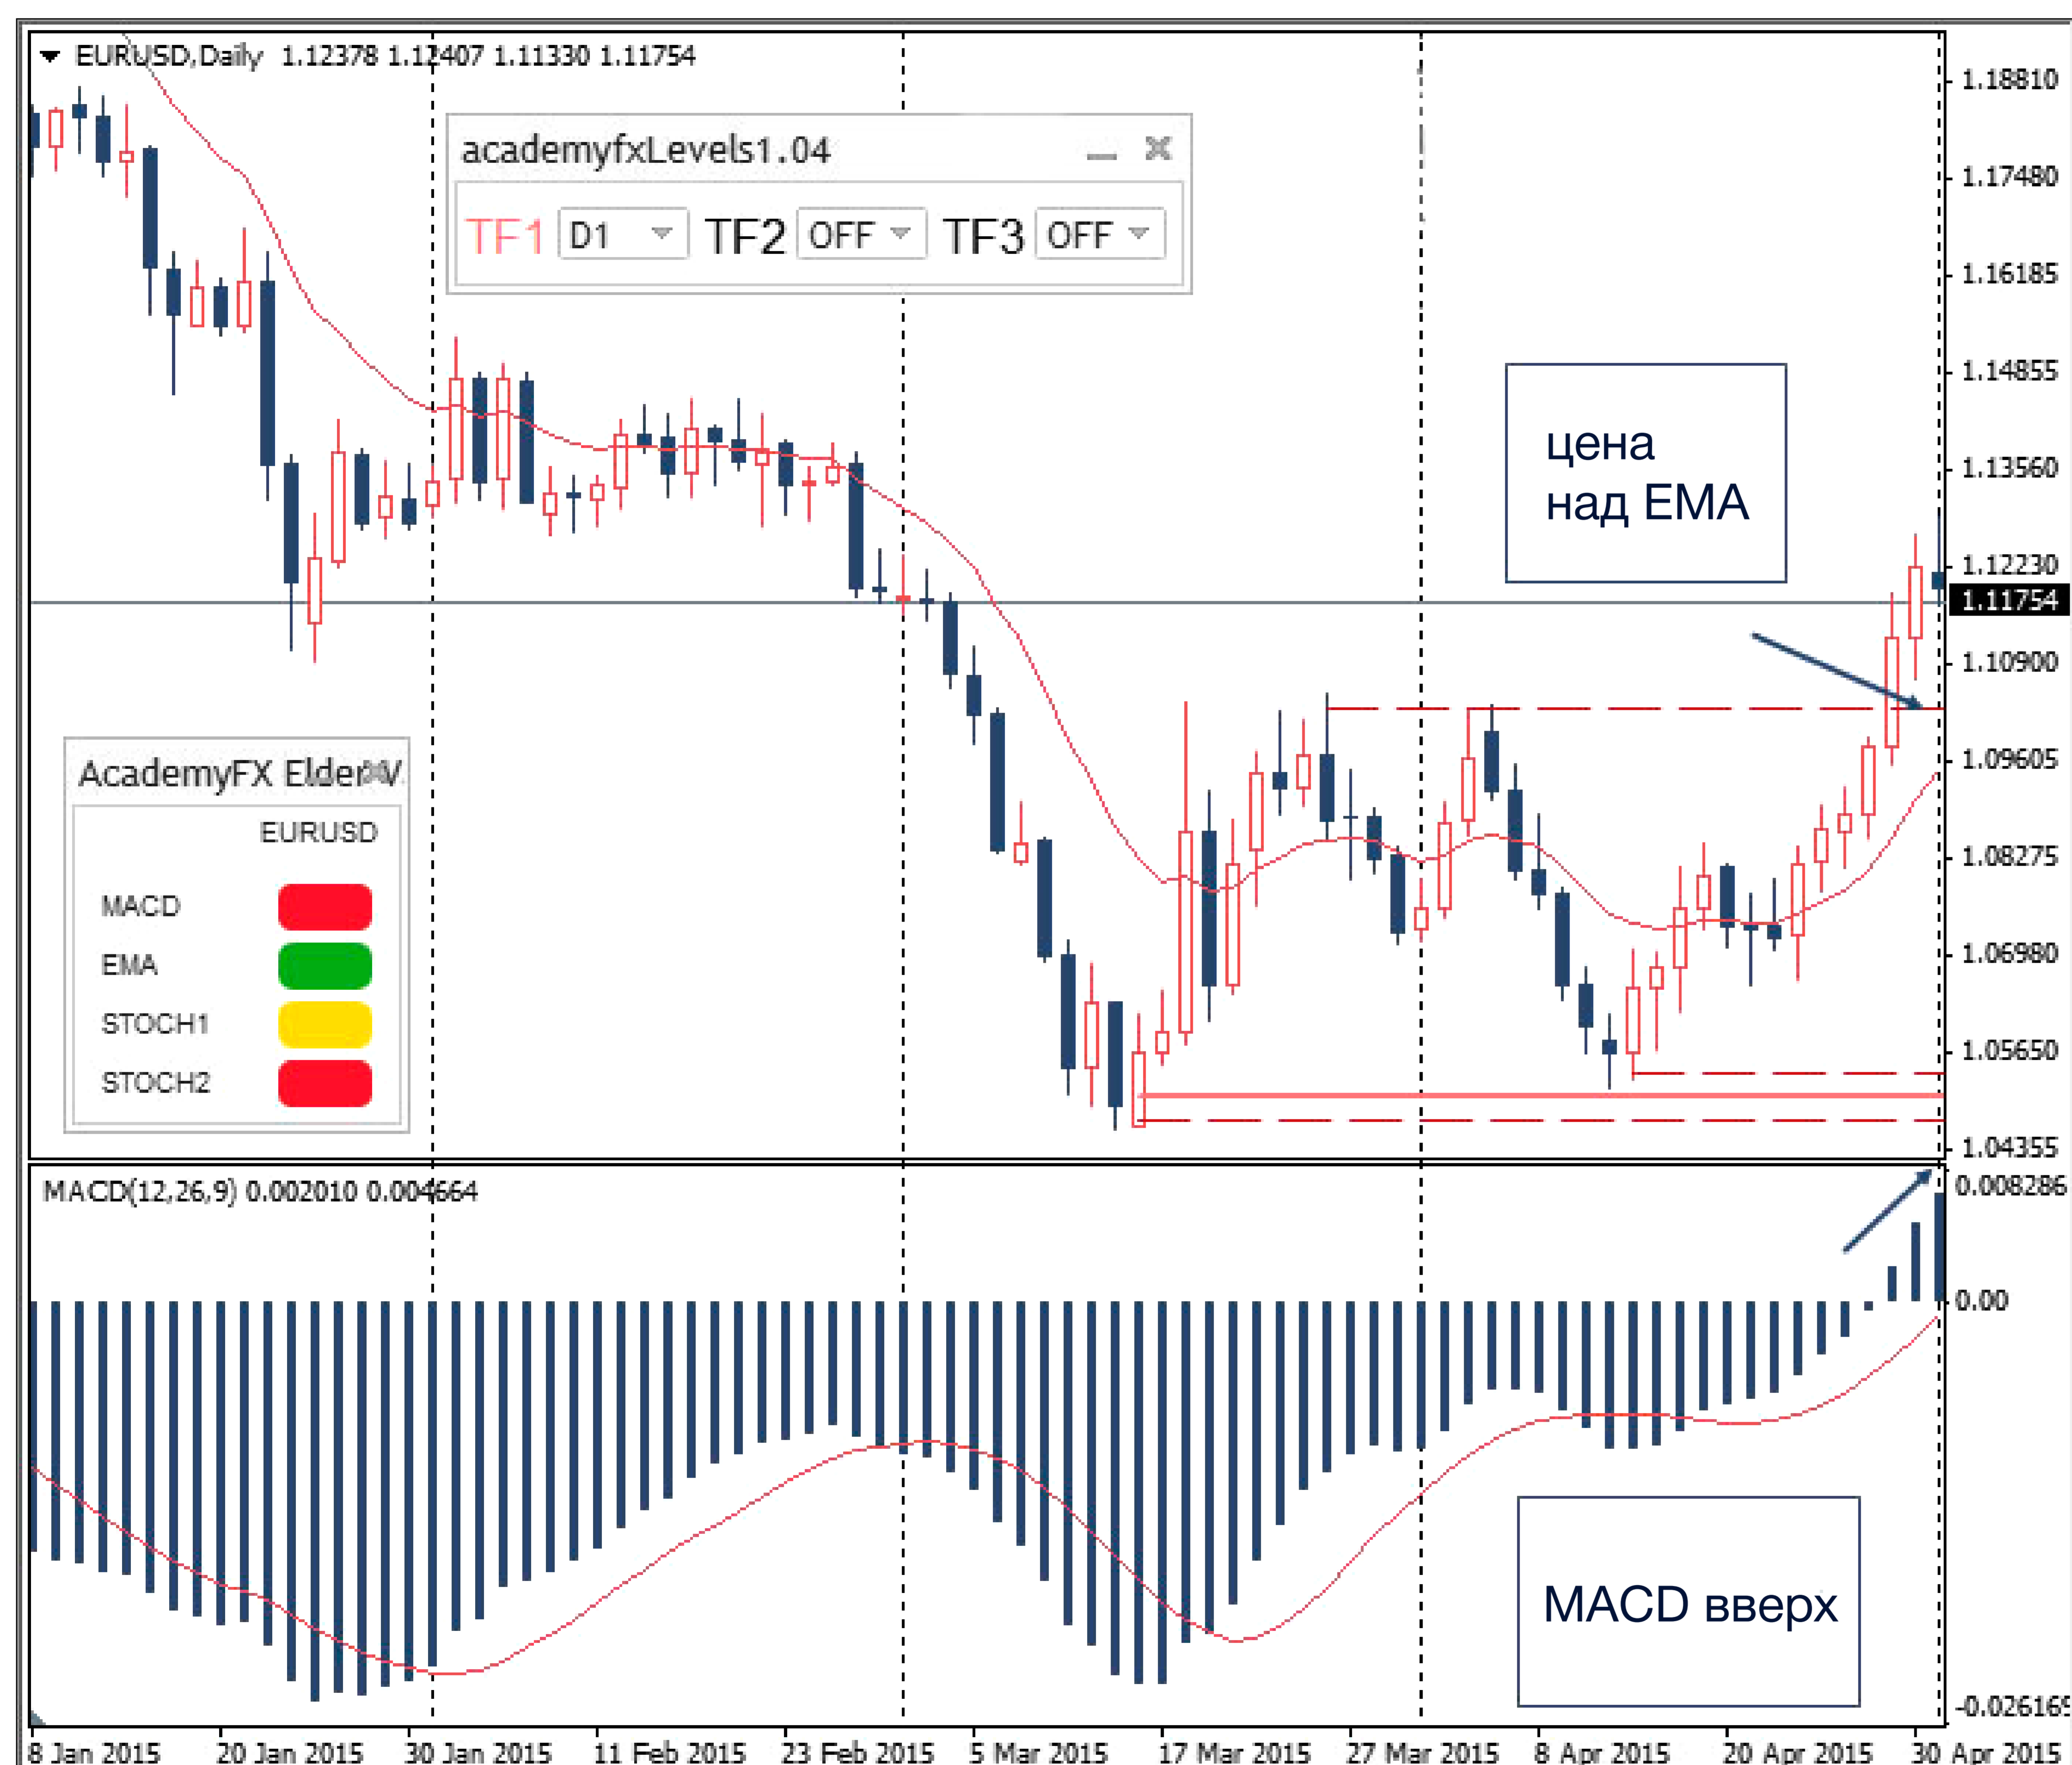 EURUSD,Daily 1.12378 1.12407 1.11330 1.11754
academyfxLevels1.04
TF1 D1 TF2 OFF TF3 OFF
цена
над EMA
1.18810
1.17480
1.16185
1.14855
1.13560
1.12230
1.11754
1.10900
1.09605
1.08275
1.06980
1.05650
1.04355
AcademyFX Elder V
EURUSD
MACD
EMA
STOCH1
STOCH2
MACD(12,26,9) 0.002010 0.004664
0.008286
0.00
-0.026165
MACD вверх
8 Jan 2015 20 Jan 2015 30 Jan 2015 11 Feb 2015 23 Feb 2015 5 Mar 2015 17 Mar 2015 27 Mar 2015 8 Apr 2015 20 Apr 2015 30 Apr 2015